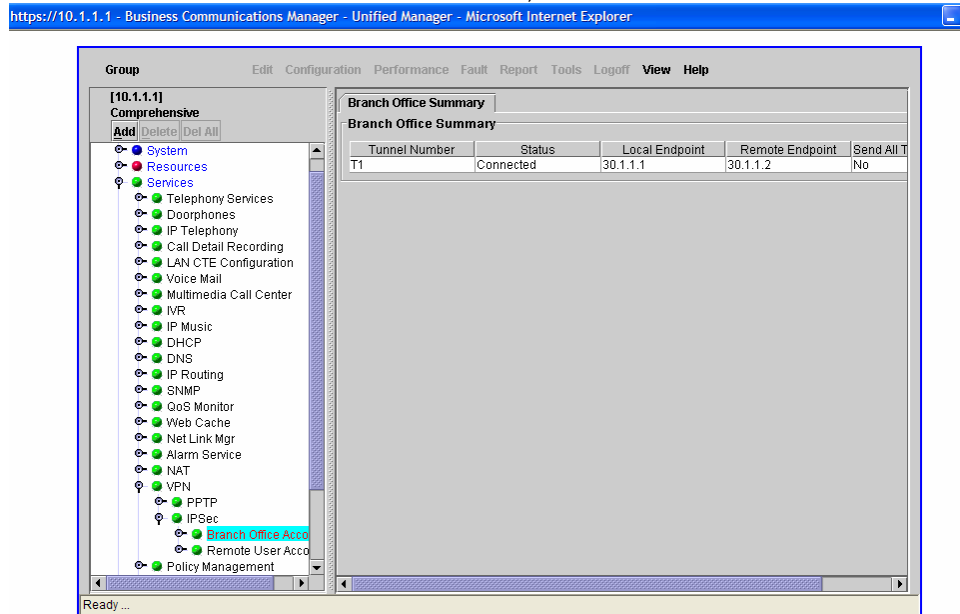 https://10.1.1.1 - Business Communications Manager - Unified Manager - Microsoft Internet Explorer
Group Edit Configuration Performance Fault Report Tools Logoff View Help
[10.1.1.1]
Comprehensive
Add Delete Del All
System
Resources
Services
Telephony Services
Doorphones
IP Telephony
Call Detail Recording
LAN CTE Configuration
Voice Mail
Multimedia Call Center
IVR
IP Music
DHCP
DNS
IP Routing
SNMP
QoS Monitor
Web Cache
Net Link Mgr
Alarm Service
NAT
VPN
PPTP
IPSec
Branch Office Acco
Remote User Acco
Policy Management
Branch Office Summary
Branch Office Summary
Tunnel Number Status Local Endpoint Remote Endpoint Send All T
T1 Connected 30.1.1.1 30.1.1.2 No
Ready ...